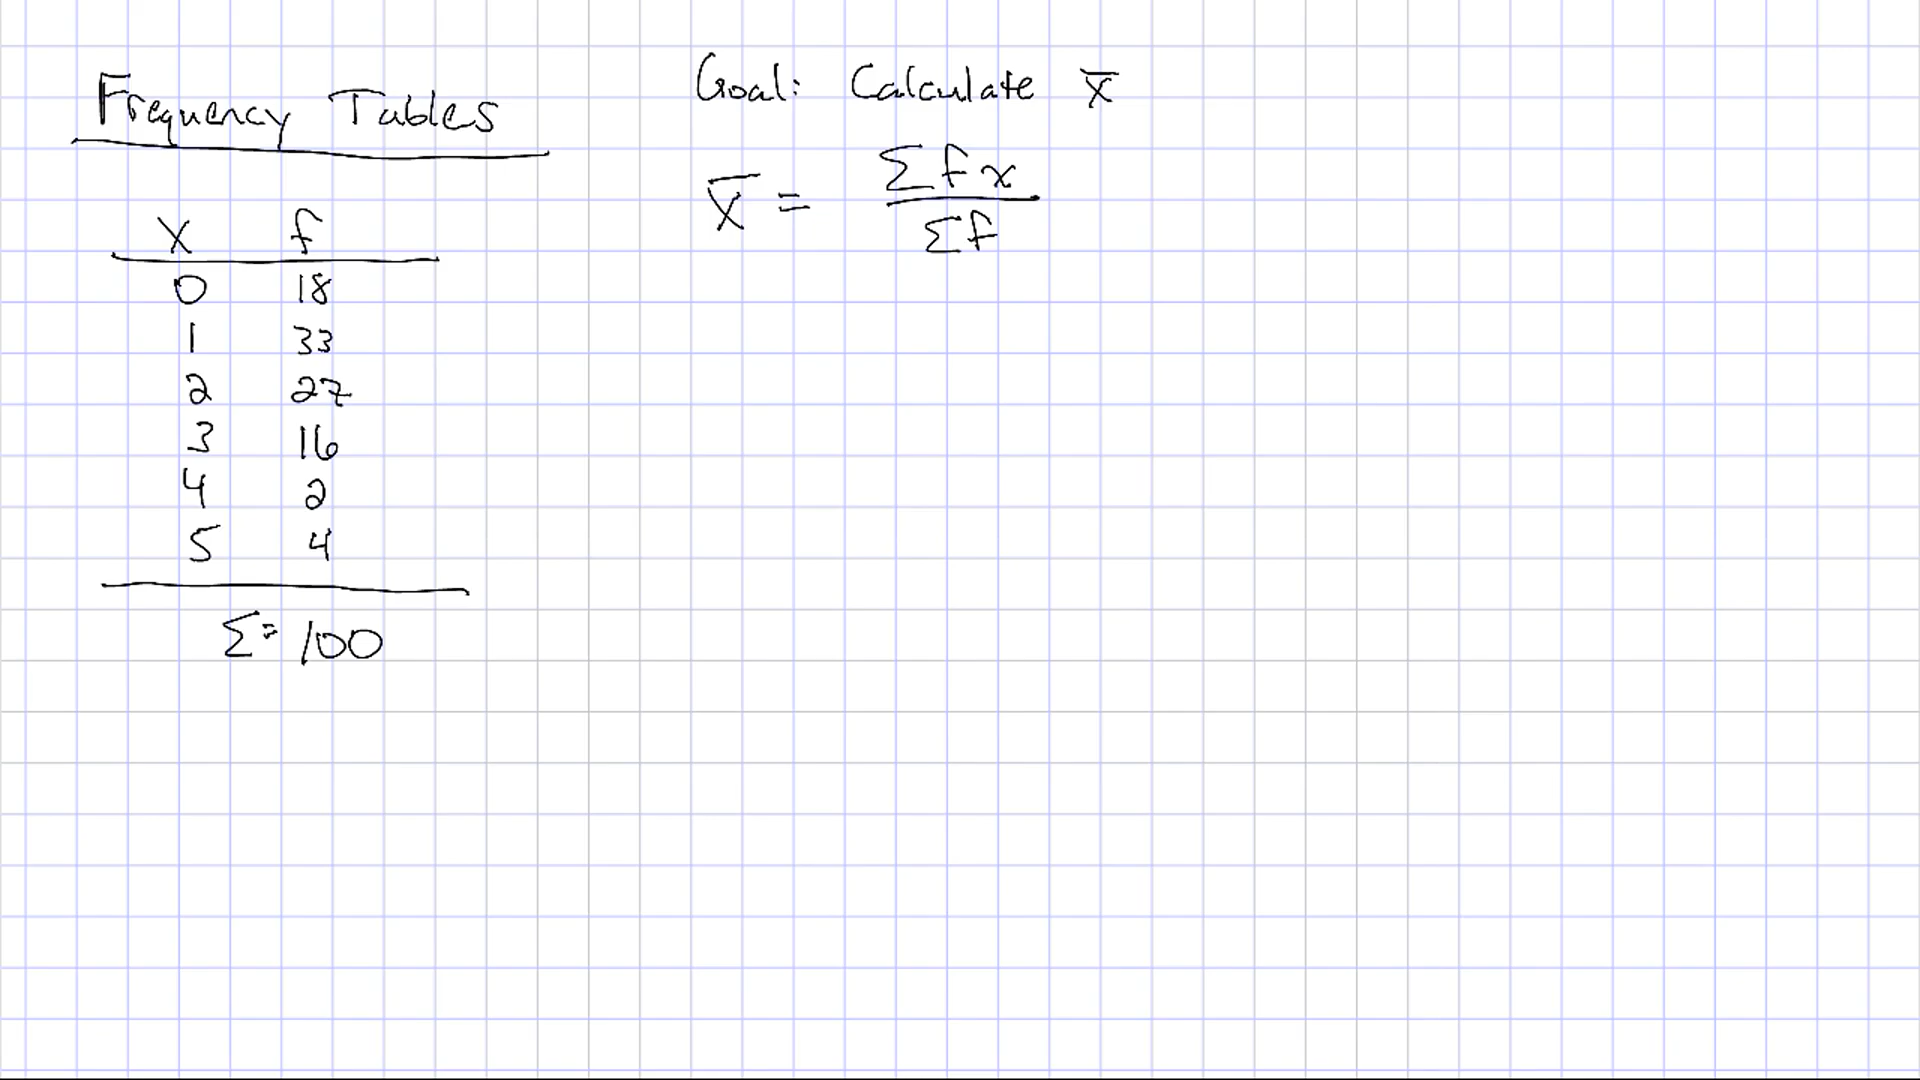 Frequency Tables
x f
0 18
1 33
2 27
3 16
4 2
5 4
Σ= 100
Goal: Calculate x̄
x̄ = Σfx / Σf